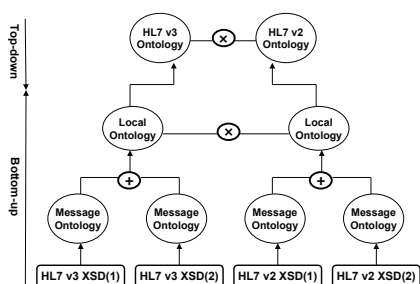 Top-down
HL7 v3
Ontology
×
HL7 v2
Ontology
Bottom-up
Local
Ontology
×
Local
Ontology
+
+
Message
Ontology
Message
Ontology
Message
Ontology
Message
Ontology
HL7 v3 XSD(1)
HL7 v3 XSD(2)
HL7 v2 XSD(1)
HL7 v2 XSD(2)